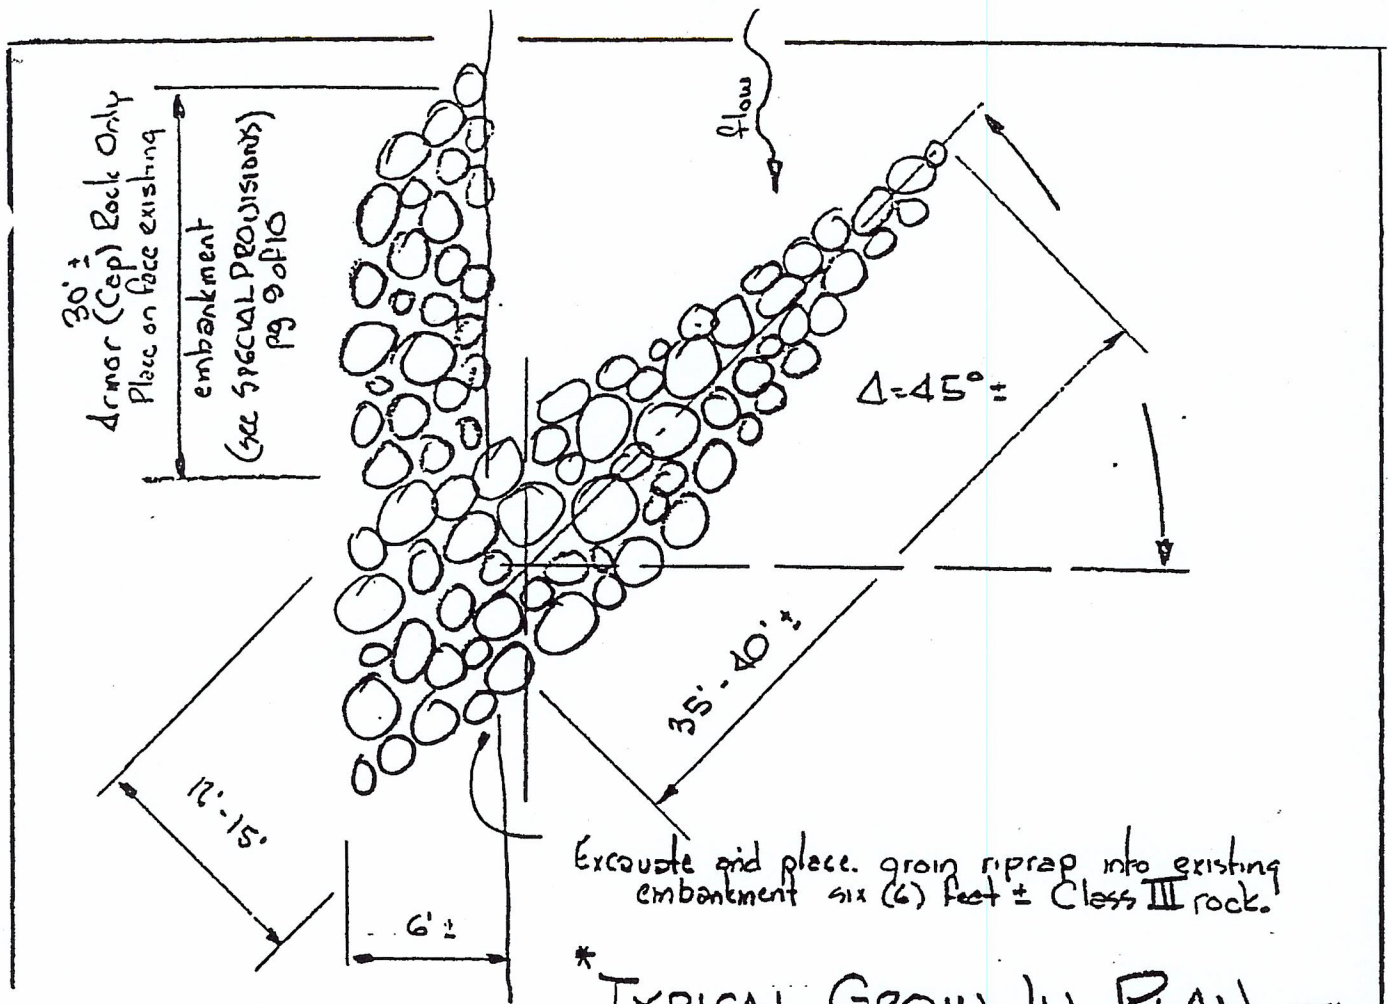 30' ±
Armor (Cap) Rock Only
Place on face existing
embankment
(see SPECIAL PROVISIONS)
pg 9 of 10
flow
Δ=45° ±
35' - 40' ±
12' - 15'
6' ±
Excavate and place. groin riprap into existing
embankment six (6) feet ± Class III rock.
*
TYPICAL GROIN IN PLAN